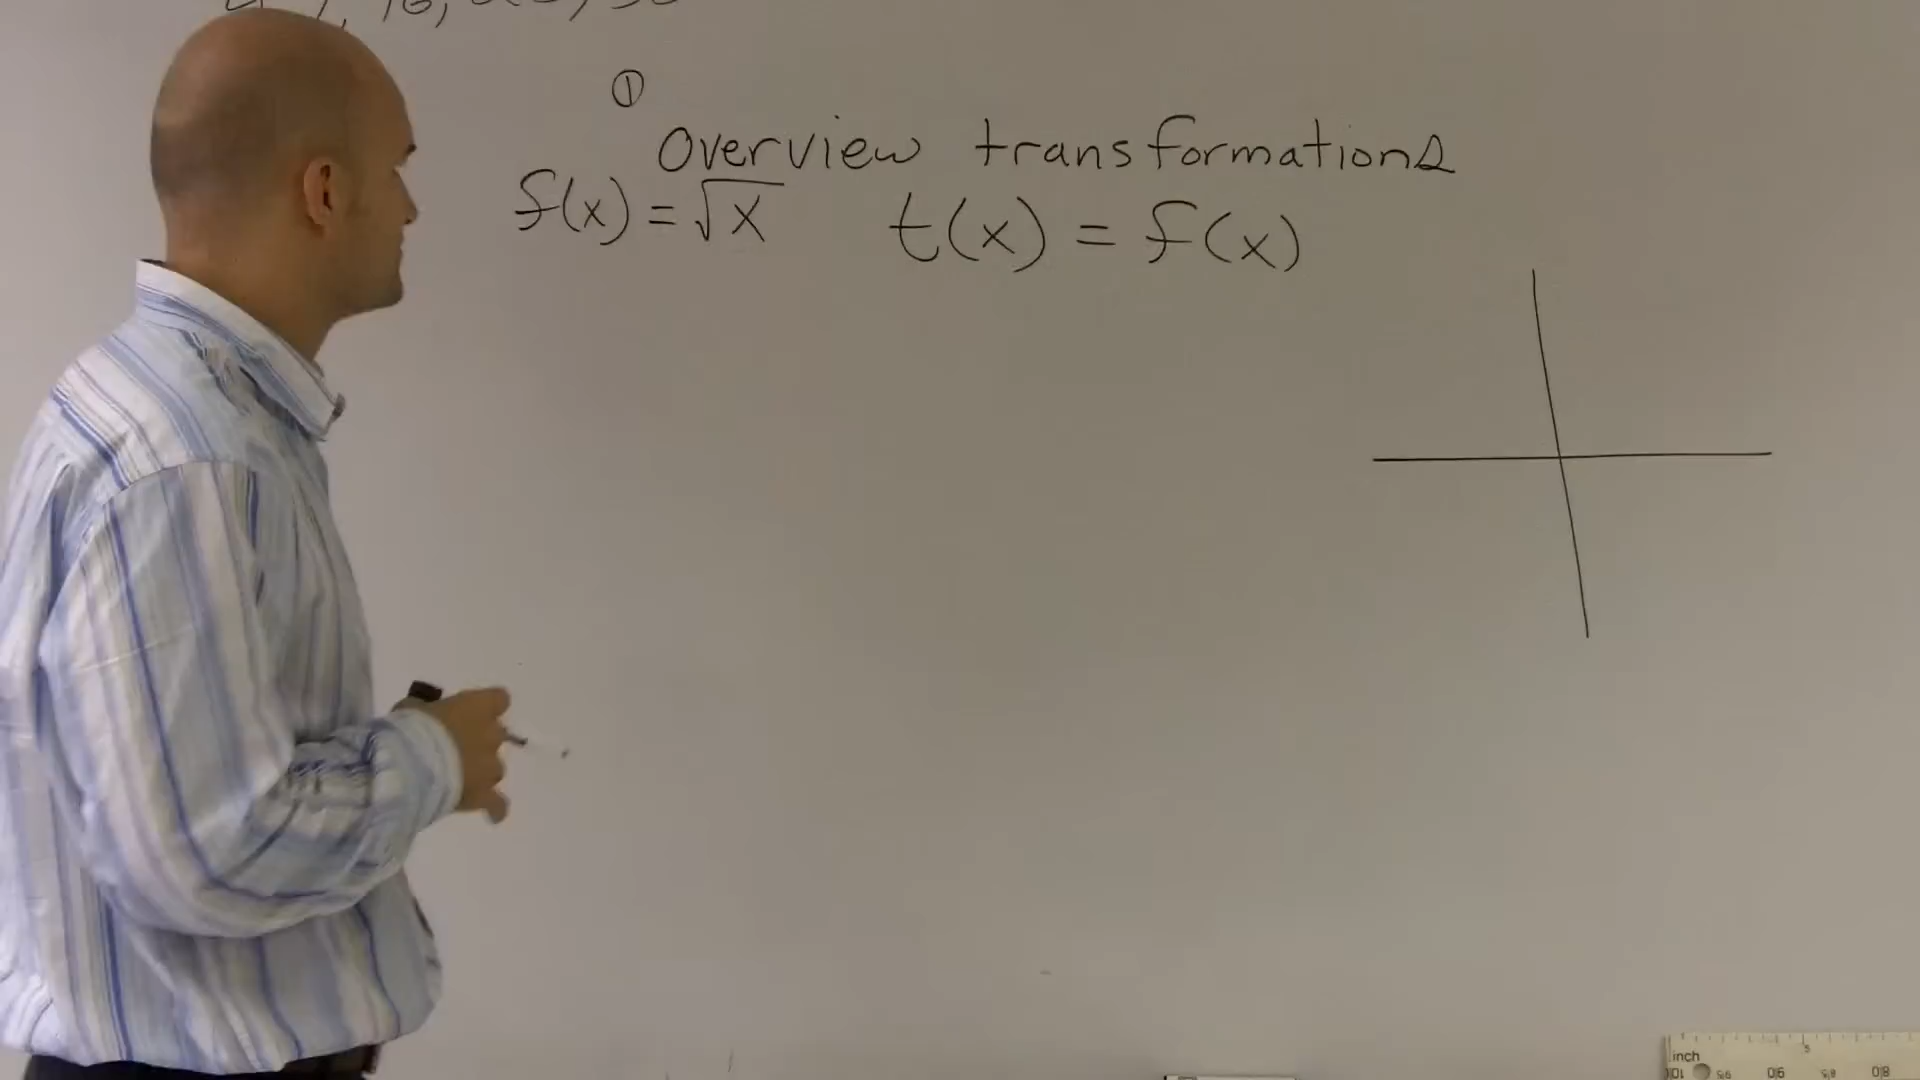 ①
Overview transformations
f(x) = √x t(x) = f(x)
inch